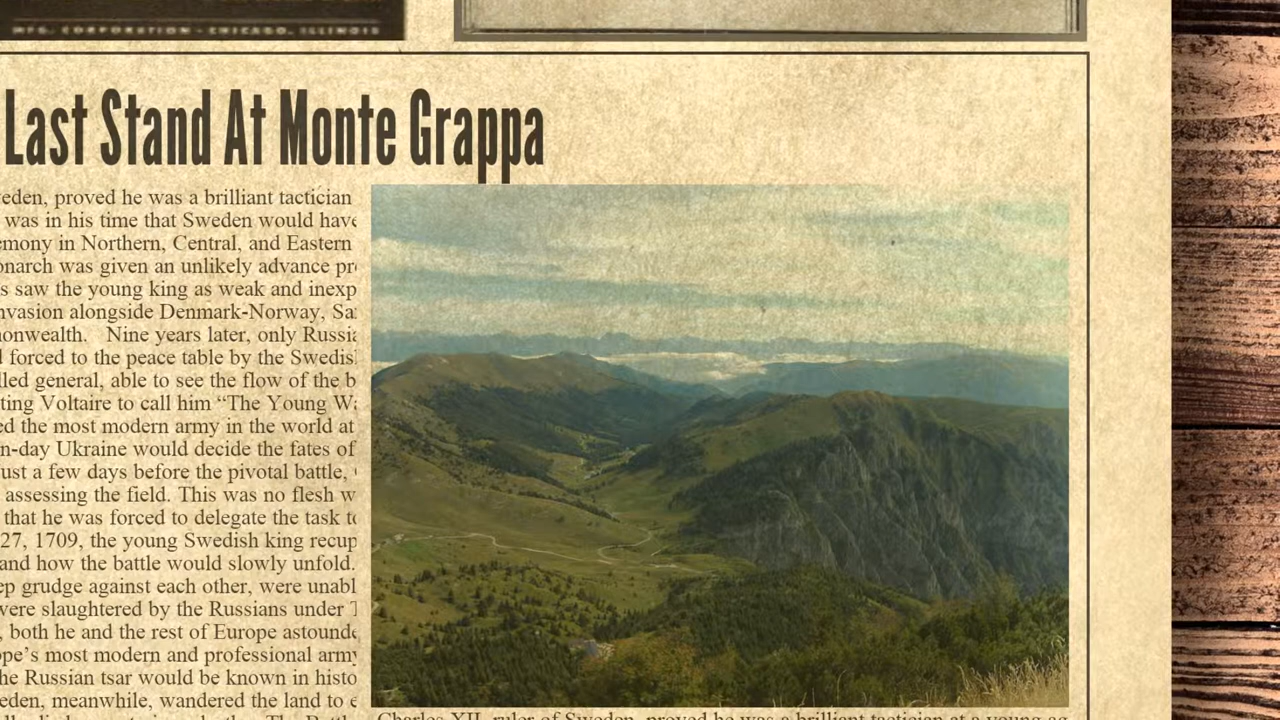 MFG. CORPORATION - CHICAGO, ILLINOIS
Last Stand At Monte Grappa
eden, proved he was a brilliant tactician
was in his time that Sweden would have
emony in Northern, Central, and Eastern
onarch was given an unlikely advance pr
s saw the young king as weak and inexp
nvasion alongside Denmark-Norway, Sa
onwealth. Nine years later, only Russia
forced to the peace table by the Swedis
lled general, able to see the flow of the b
ting Voltaire to call him “The Young W
ed the most modern army in the world at
n-day Ukraine would decide the fates of
ust a few days before the pivotal battle,
assessing the field. This was no flesh w
that he was forced to delegate the task to
27, 1709, the young Swedish king recup
and how the battle would slowly unfold.
ep grudge against each other, were unabl
were slaughtered by the Russians under
, both he and the rest of Europe astound
ope’s most modern and professional army
he Russian tsar would be known in histo
eden, meanwhile, wandered the land to e
Charles XII, ruler of Sweden, proved he was a brilliant tactician at a young ag